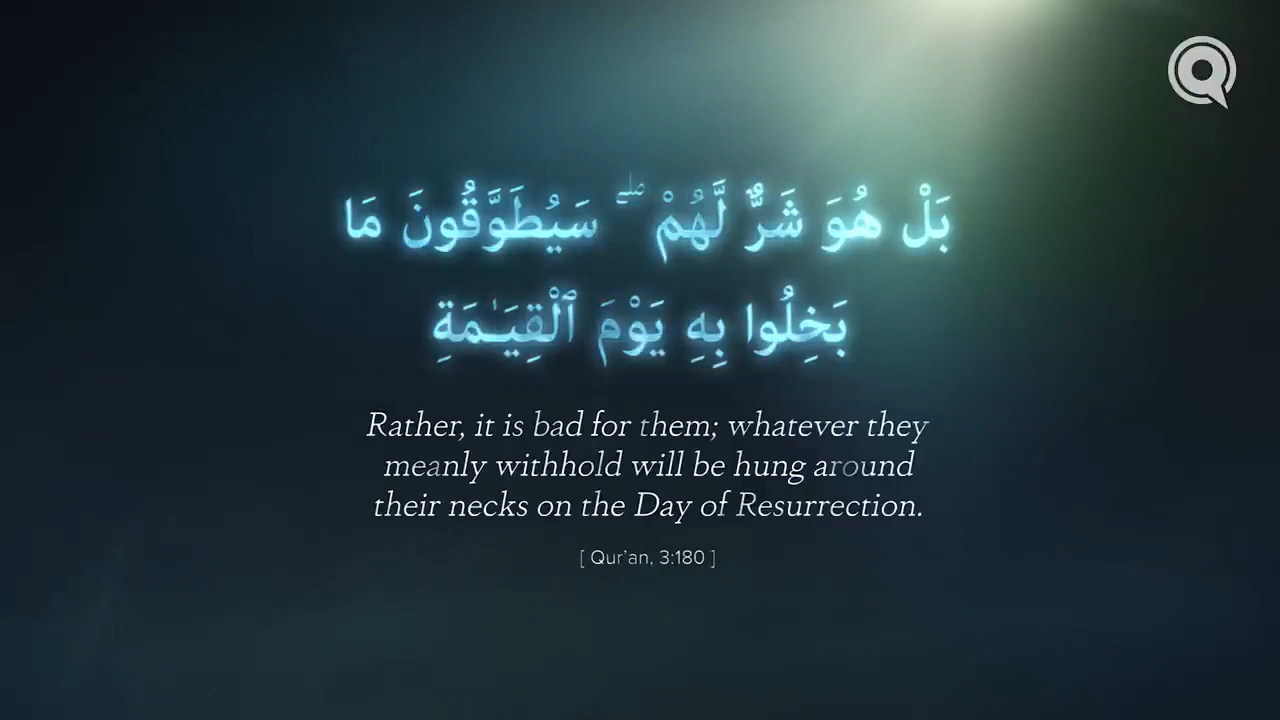 بَلْ هُوَ شَرٌّ لَّهُمْ ۖ سَيُطَوَّقُونَ مَا
بَخِلُوا بِهِ يَوْمَ ٱلْقِيَـٰمَةِ
Rather, it is bad for them; whatever they
meanly withhold will be hung around
their necks on the Day of Resurrection.
[ Qur’an, 3:180 ]